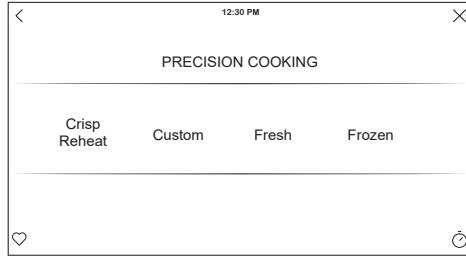 12:30 PM
PRECISION COOKING
Crisp
Reheat
Custom
Fresh
Frozen